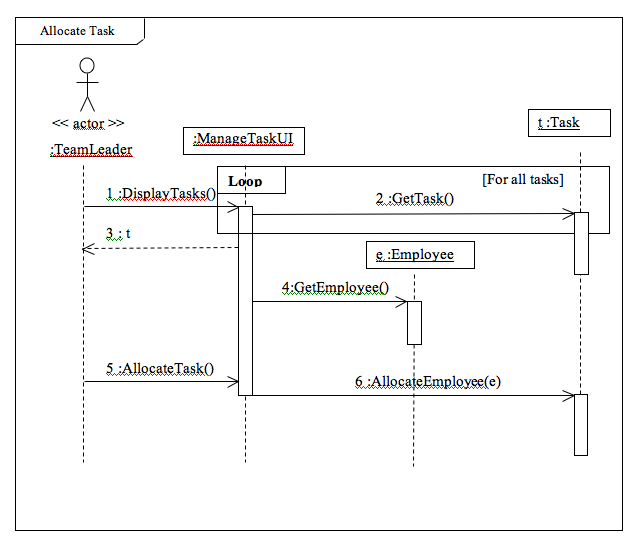 Allocate Task
<< actor >>
:TeamLeader
:ManageTaskUI
t :Task
Loop
[For all tasks]
1 :DisplayTasks()
2 :GetTask()
3 : t
e :Employee
4:GetEmployee()
5 :AllocateTask()
6 :AllocateEmployee(e)